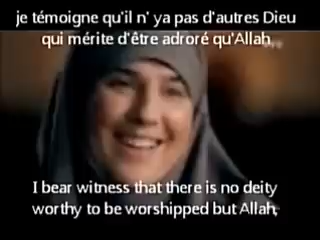 je témoigne qu'il n' ya pas d'autres Dieu
qui mérite d'être adroré qu'Allah
I bear witness that there is no deity
worthy to be worshipped but Allah,